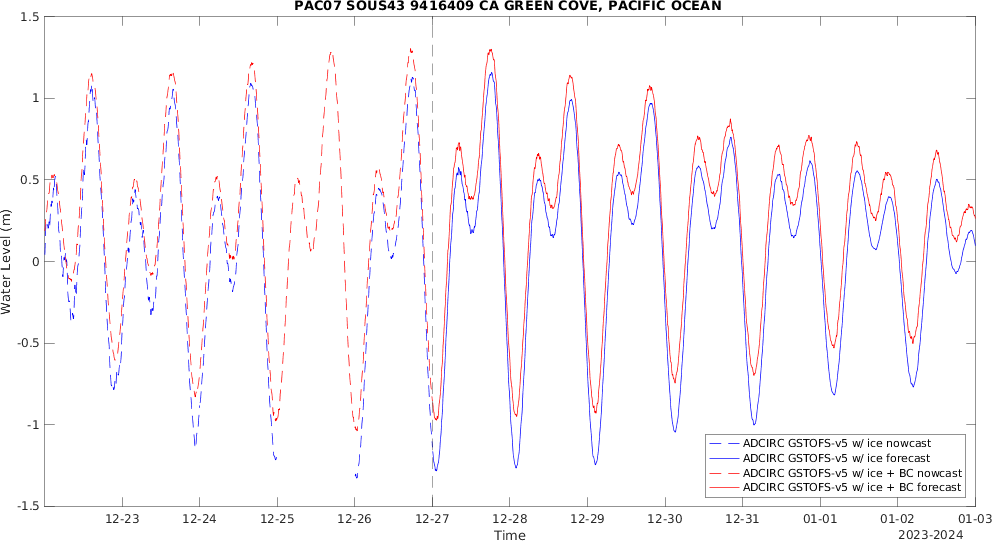 PAC07 SOUS43 9416409 CA GREEN COVE, PACIFIC OCEAN
1.5
1
0.5
0
-0.5
-1
-1.5
Water Level (m)
12-23 12-24 12-25 12-26 12-27 12-28 12-29 12-30 12-31 01-01 01-02 01-03
Time
2023-2024
ADCIRC GSTOFS-v5 w/ ice nowcast
ADCIRC GSTOFS-v5 w/ ice forecast
ADCIRC GSTOFS-v5 w/ ice + BC nowcast
ADCIRC GSTOFS-v5 w/ ice + BC forecast